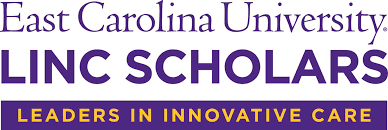 East Carolina University®
LINC SCHOLARS
LEADERS IN INNOVATIVE CARE